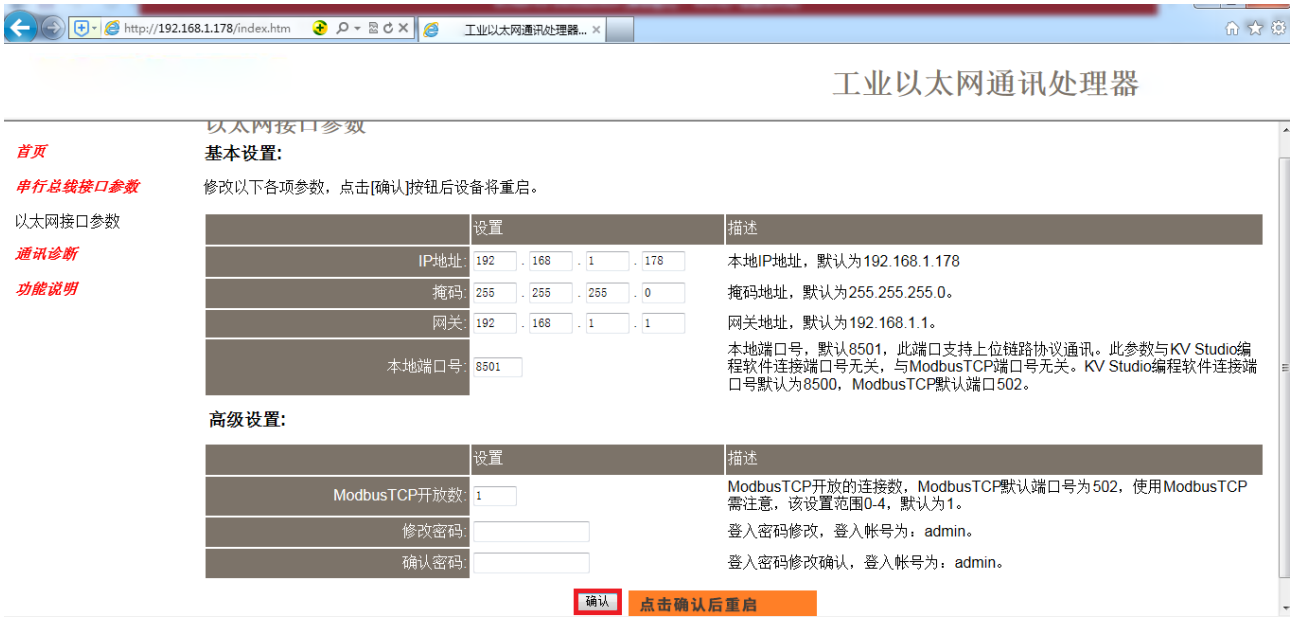 http://192.168.1.178/index.htm
工业以太网通讯处理器... ×
工业以太网通讯处理器
以太网接口参数
首页
串行总线接口参数
以太网接口参数
通讯诊断
功能说明
基本设置:
修改以下各项参数，点击[确认]按钮后设备将重启。
设置 描述
IP地址: 192 . 168 . 1 . 178 本地IP地址，默认为192.168.1.178
掩码: 255 . 255 . 255 . 0 掩码地址，默认为255.255.255.0。
网关: 192 . 168 . 1 . 1 网关地址，默认为192.168.1.1。
本地端口号: 8501 本地端口号，默认8501，此端口支持上位链路协议通讯。此参数与KV Studio编
程软件连接端口号无关，与ModbusTCP端口号无关。KV Studio编程软件连接端
口号默认为8500，ModbusTCP默认端口502。
高级设置:
设置 描述
ModbusTCP开放数: 1 ModbusTCP开放的连接数，ModbusTCP默认端口号为502，使用ModbusTCP
需注意，该设置范围0-4，默认为1。
修改密码: 登入密码修改，登入帐号为：admin。
确认密码: 登入密码修改确认，登入帐号为：admin。
确认 点击确认后重启